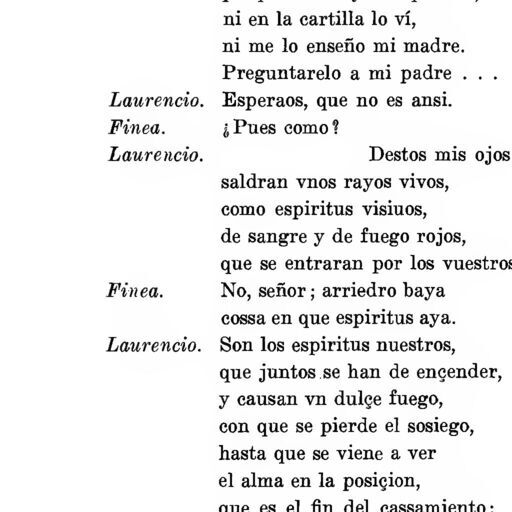 ni en la cartilla lo ví,
ni me lo enseño mi madre.
Preguntarelo a mi padre . . .
Laurencio. Esperaos, que no es ansi.
Finea. ¿Pues como?
Laurencio. Destos mis ojos
saldran vnos rayos vivos,
como espiritus visiuos,
de sangre y de fuego rojos,
que se entraran por los vuestros
Finea. No, señor; arriedro baya
cossa en que espiritus aya.
Laurencio. Son los espiritus nuestros,
que juntos se han de ençender,
y causan vn dulçe fuego,
con que se pierde el sosiego,
hasta que se viene a ver
el alma en la posiçion,
que es el fin del cassamiento;